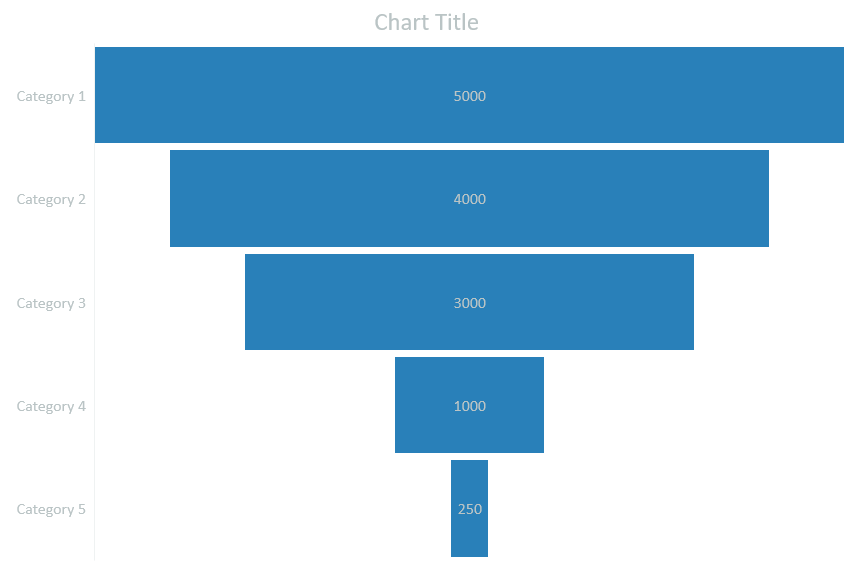 Chart Title
Category 1 5000
Category 2 4000
Category 3 3000
Category 4 1000
Category 5 250